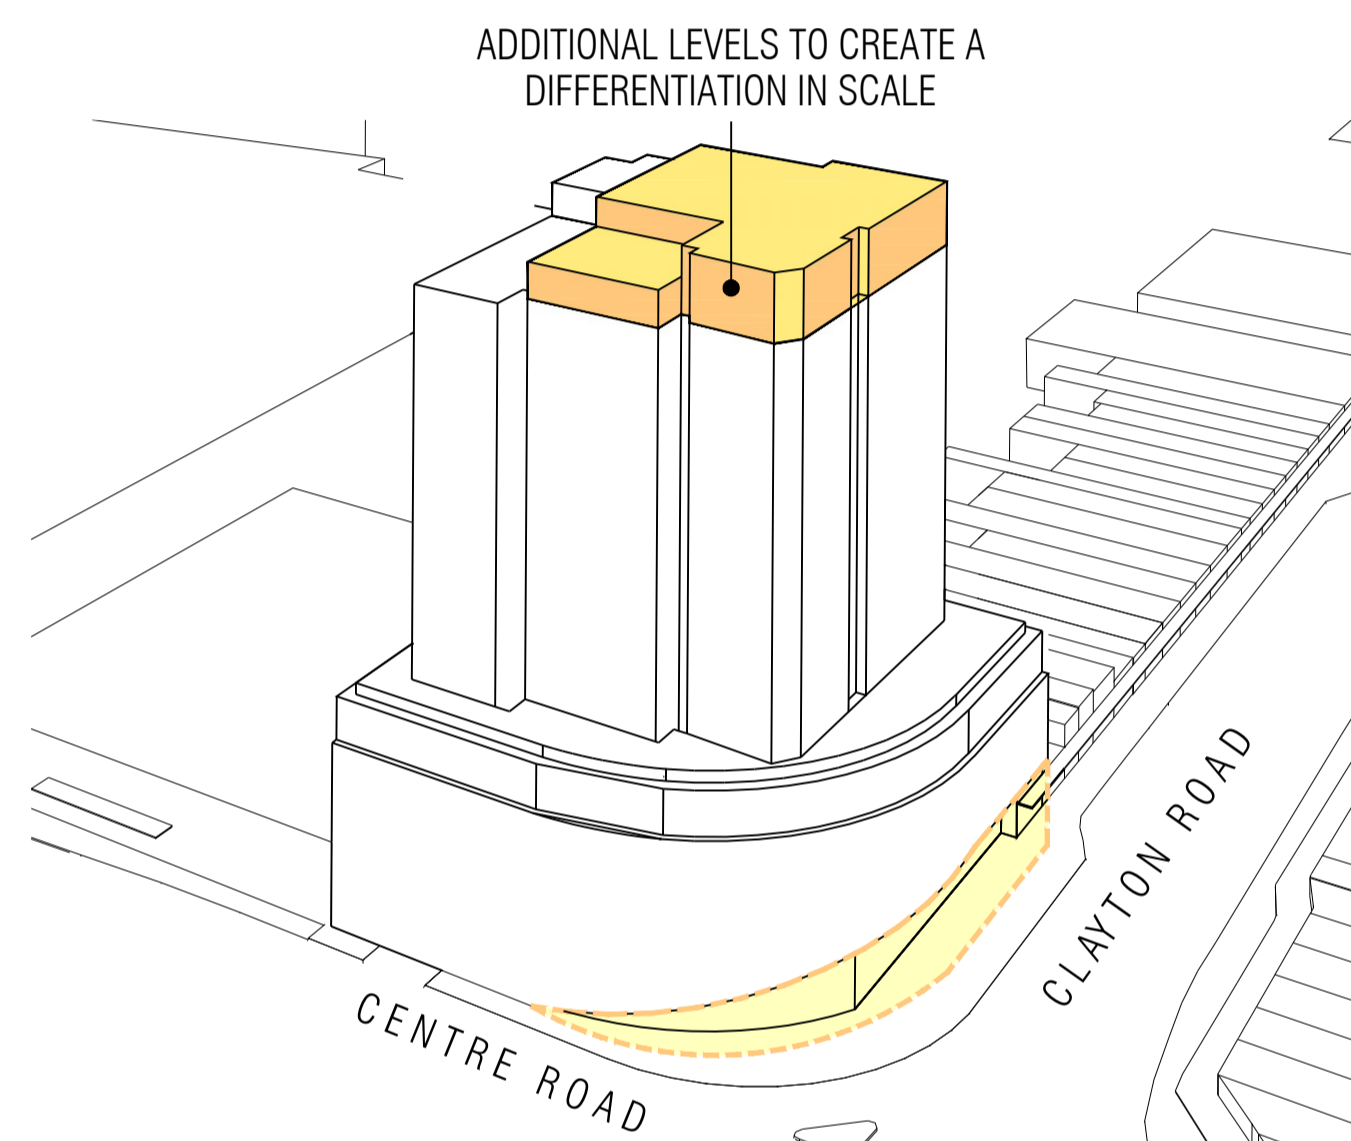 ADDITIONAL LEVELS TO CREATE A
DIFFERENTIATION IN SCALE
CLAYTON ROAD
CENTRE ROAD